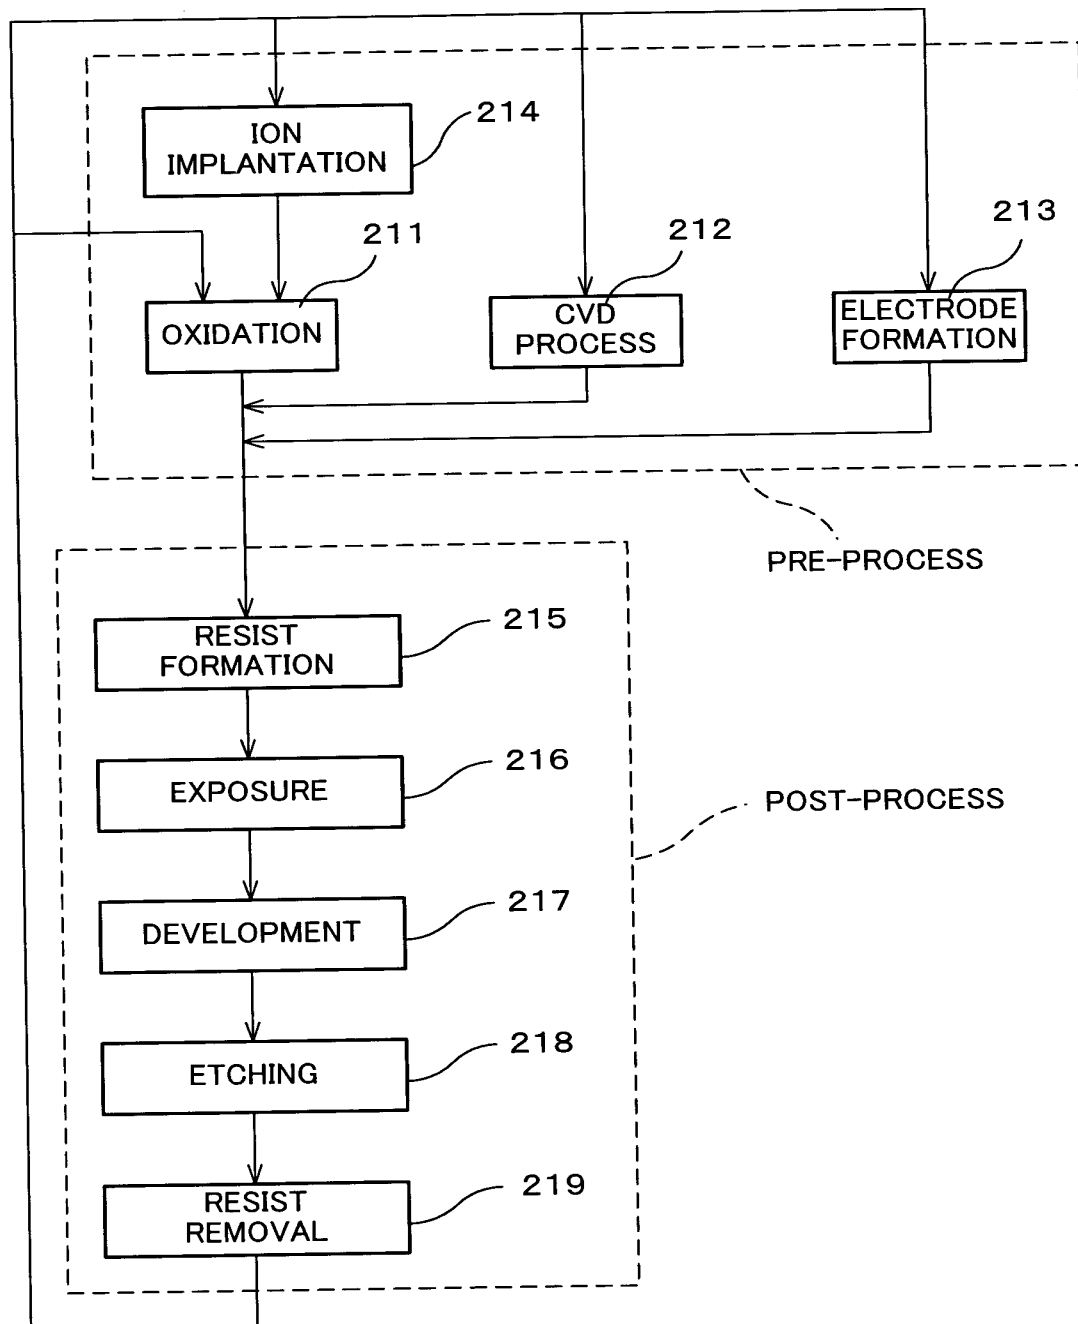 ION
IMPLANTATION
214
211
212
213
OXIDATION
CVD
PROCESS
ELECTRODE
FORMATION
PRE-PROCESS
RESIST
FORMATION
215
EXPOSURE
216
POST-PROCESS
DEVELOPMENT
217
ETCHING
218
RESIST
REMOVAL
219